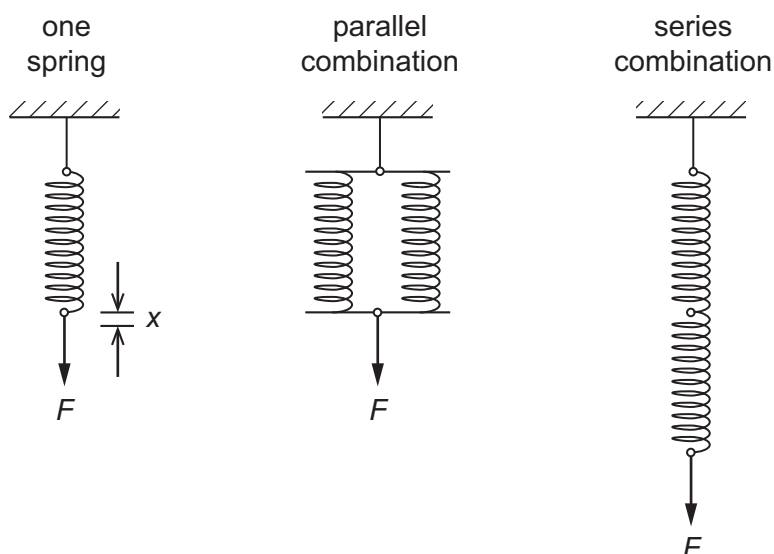 one
spring
parallel
combination
series
combination
x
F
F
F